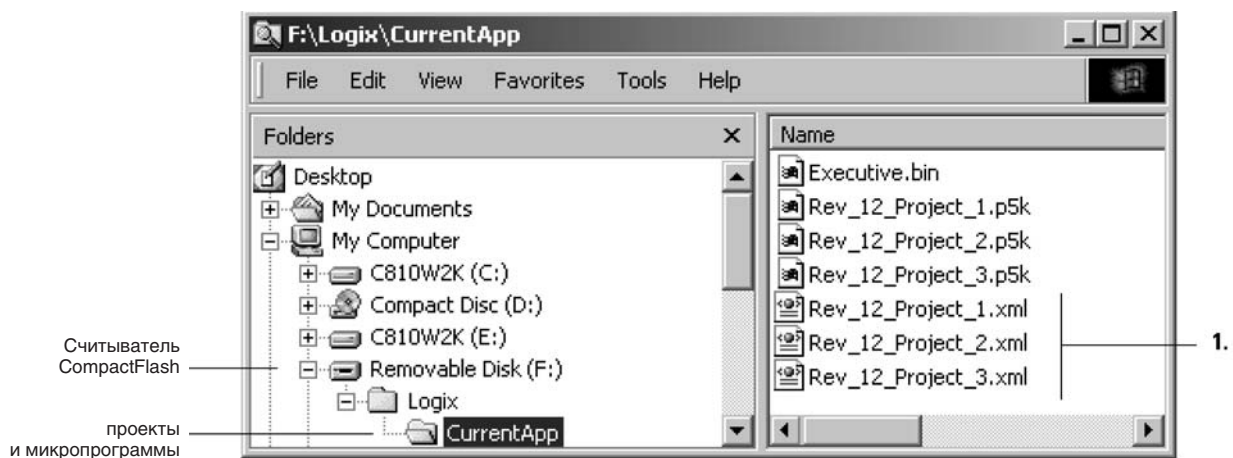 F:\Logix\CurrentApp
File Edit View Favorites Tools Help
Folders
Desktop
My Documents
My Computer
C810W2K (C:)
Compact Disc (D:)
C810W2K (E:)
Removable Disk (F:)
Logix
CurrentApp
Name
Executive.bin
Rev_12_Project_1.p5k
Rev_12_Project_2.p5k
Rev_12_Project_3.p5k
Rev_12_Project_1.xml
Rev_12_Project_2.xml
Rev_12_Project_3.xml
1.
Считыватель
CompactFlash
проекты
и микропрограммы